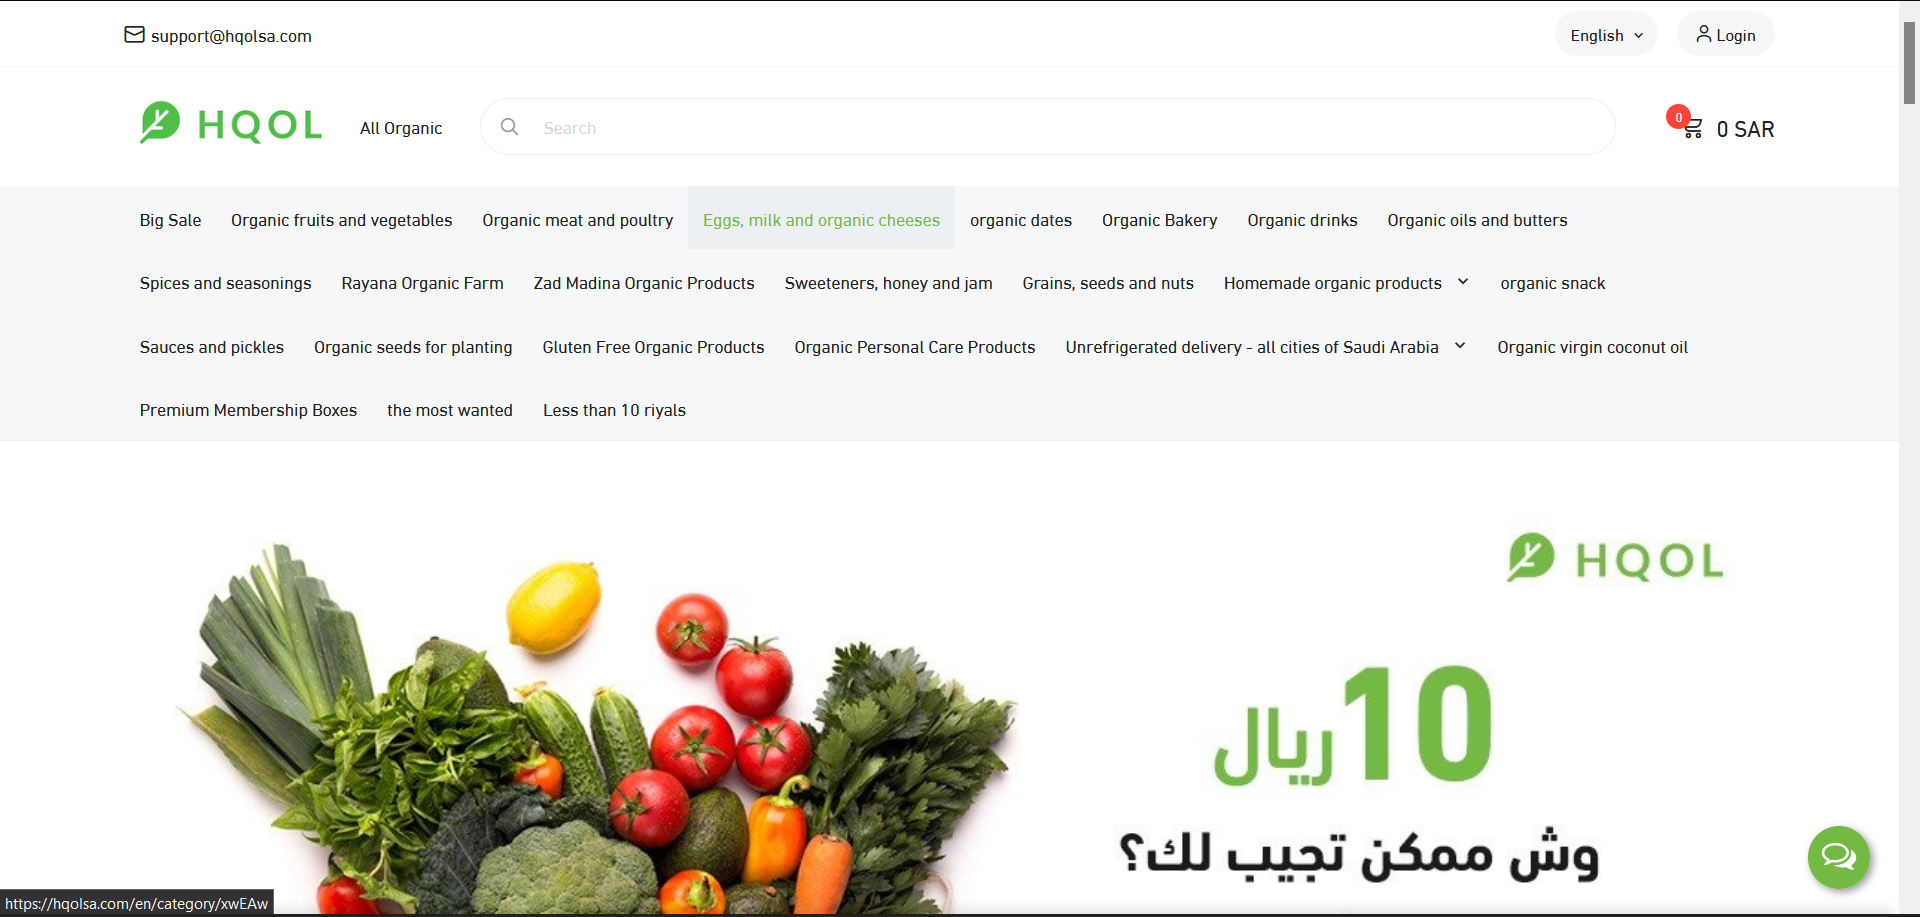 support@hqolsa.com
English
Login
HQOL
All Organic
Search
0
0 SAR
Big Sale
Organic fruits and vegetables
Organic meat and poultry
Eggs, milk and organic cheeses
organic dates
Organic Bakery
Organic drinks
Organic oils and butters
Spices and seasonings
Rayana Organic Farm
Zad Madina Organic Products
Sweeteners, honey and jam
Grains, seeds and nuts
Homemade organic products
organic snack
Sauces and pickles
Organic seeds for planting
Gluten Free Organic Products
Organic Personal Care Products
Unrefrigerated delivery - all cities of Saudi Arabia
Organic virgin coconut oil
Premium Membership Boxes
the most wanted
Less than 10 riyals
HQOL
10 ريال
وش ممكن تجيب لك؟
https://hqolsa.com/en/category/xwEAw